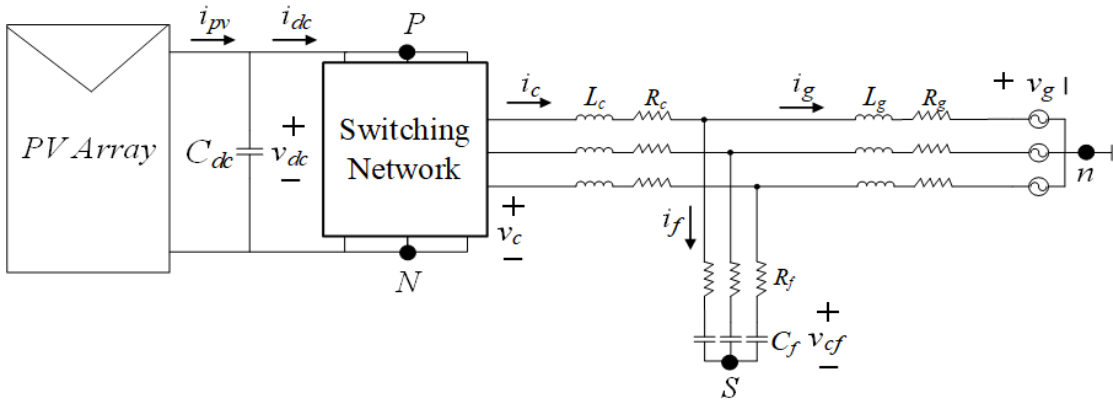 i_pv
i_dc
P
PV Array
C_dc
+
v_dc
−
Switching
Network
N
i_c
L_c
R_c
i_g
L_g
R_g
+ v_g |
n
+
v_c
−
i_f
R_f
C_f
+
v_cf
−
S